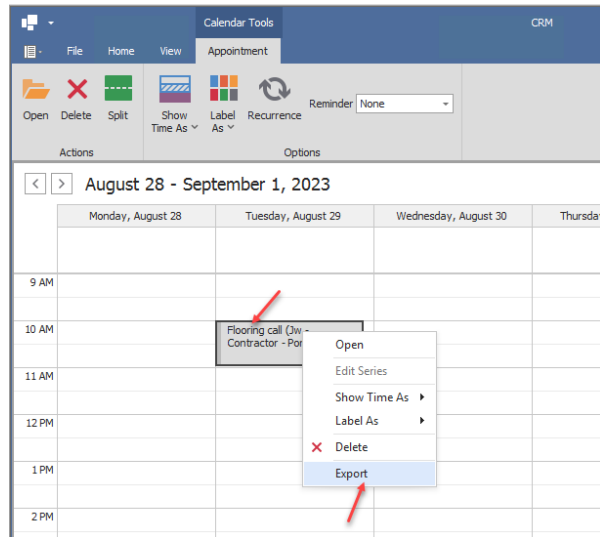 Calendar Tools
CRM
File Home View Appointment
Open Delete Split Show Time As Label As Recurrence Reminder None
Actions Options
August 28 - September 1, 2023
Monday, August 28 Tuesday, August 29 Wednesday, August 30
9 AM
10 AM
Flooring call
Contractor -
11 AM
12 PM
1 PM
2 PM
Open
Edit Series
Show Time As
Label As
Delete
Export